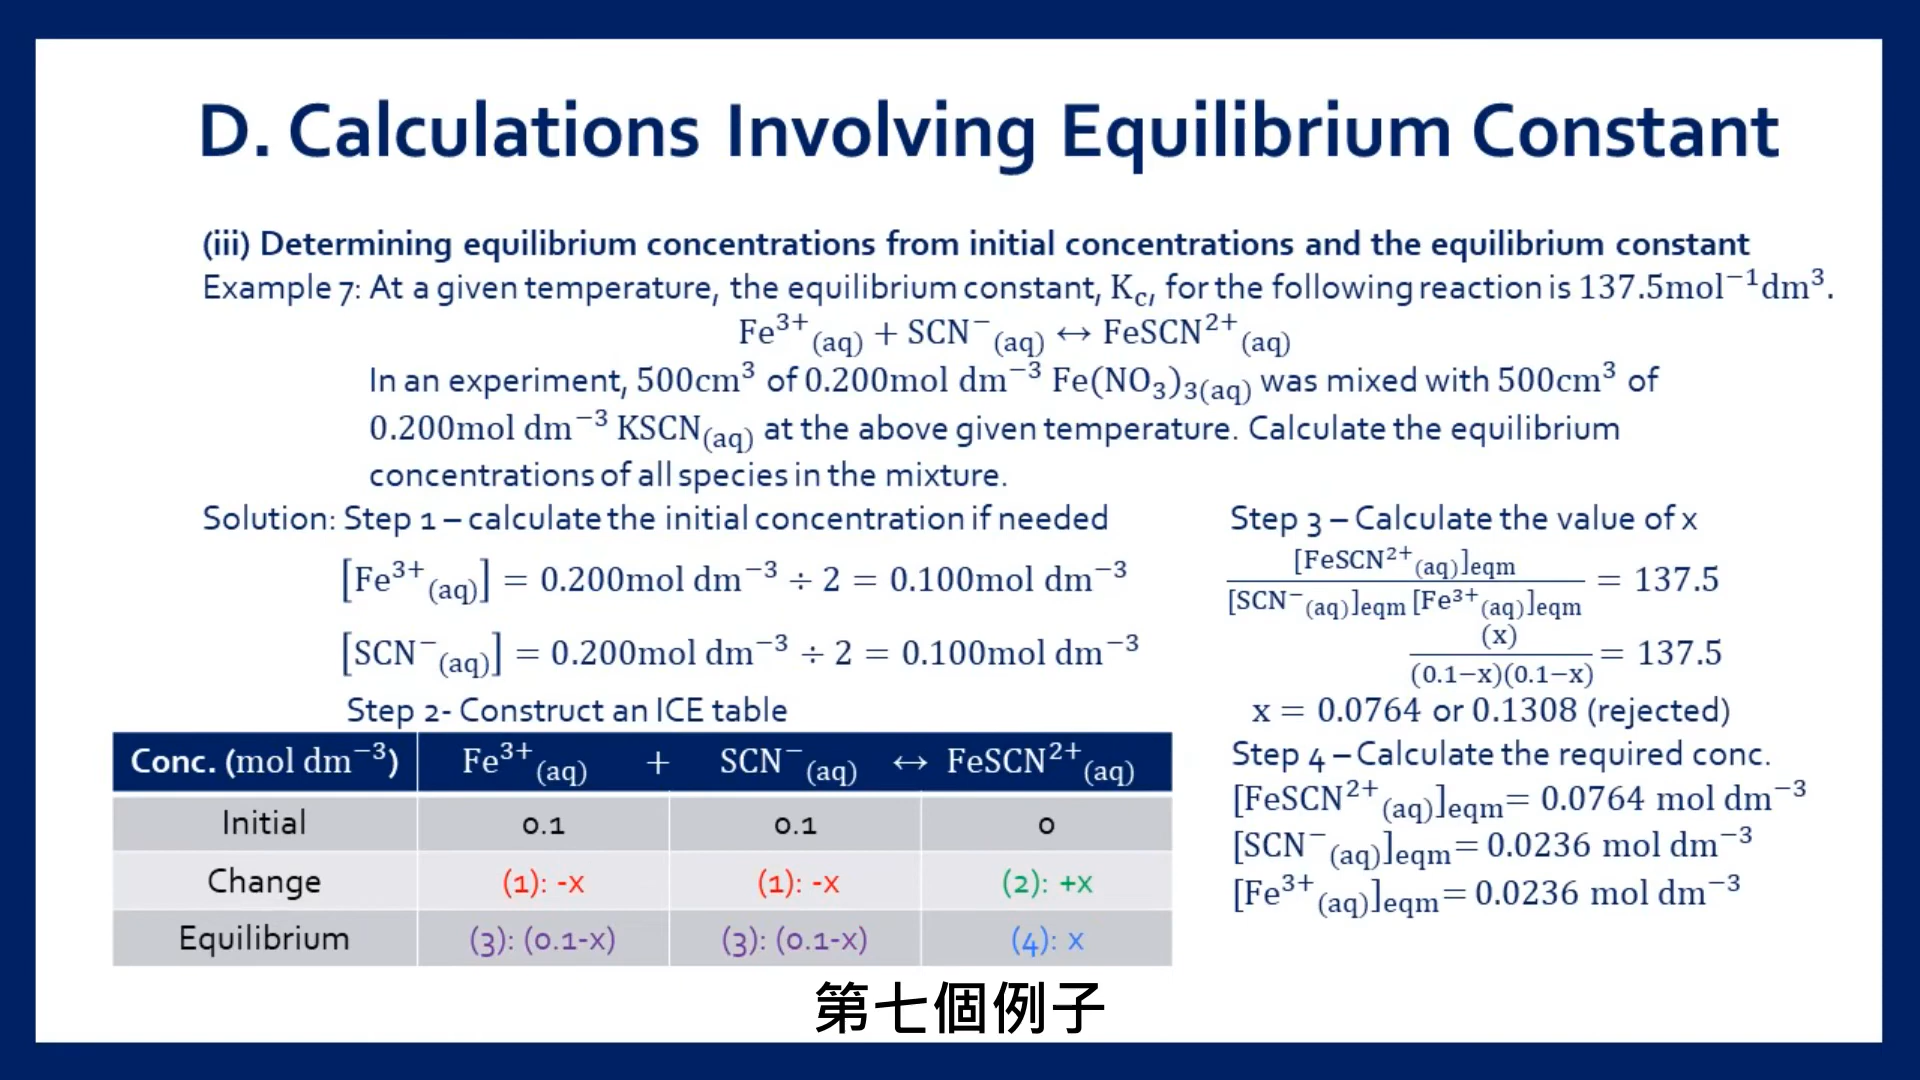 D. Calculations Involving Equilibrium Constant
(iii) Determining equilibrium concentrations from initial concentrations and the equilibrium constant
Example 7: At a given temperature, the equilibrium constant, K_c, for the following reaction is 137.5mol⁻¹dm³.
Fe³⁺(aq) + SCN⁻(aq) ↔ FeSCN²⁺(aq)
In an experiment, 500cm³ of 0.200mol dm⁻³ Fe(NO₃)₃(aq) was mixed with 500cm³ of
0.200mol dm⁻³ KSCN(aq) at the above given temperature. Calculate the equilibrium
concentrations of all species in the mixture.
Solution: Step 1 – calculate the initial concentration if needed
[Fe³⁺(aq)] = 0.200mol dm⁻³ ÷ 2 = 0.100mol dm⁻³
[SCN⁻(aq)] = 0.200mol dm⁻³ ÷ 2 = 0.100mol dm⁻³
Step 2- Construct an ICE table
Conc. (mol dm⁻³) Fe³⁺(aq) + SCN⁻(aq) ↔ FeSCN²⁺(aq)
Initial 0.1 0.1 0
Change (1): -x (1): -x (2): +x
Equilibrium (3): (0.1-x) (3): (0.1-x) (4): x
Step 3 – Calculate the value of x
[FeSCN²⁺(aq)]eqm
/ [SCN⁻(aq)]eqm [Fe³⁺(aq)]eqm = 137.5
(x)
/ (0.1−x)(0.1−x) = 137.5
x = 0.0764 or 0.1308 (rejected)
Step 4 – Calculate the required conc.
[FeSCN²⁺(aq)]eqm = 0.0764 mol dm⁻³
[SCN⁻(aq)]eqm = 0.0236 mol dm⁻³
[Fe³⁺(aq)]eqm = 0.0236 mol dm⁻³
第七個例子